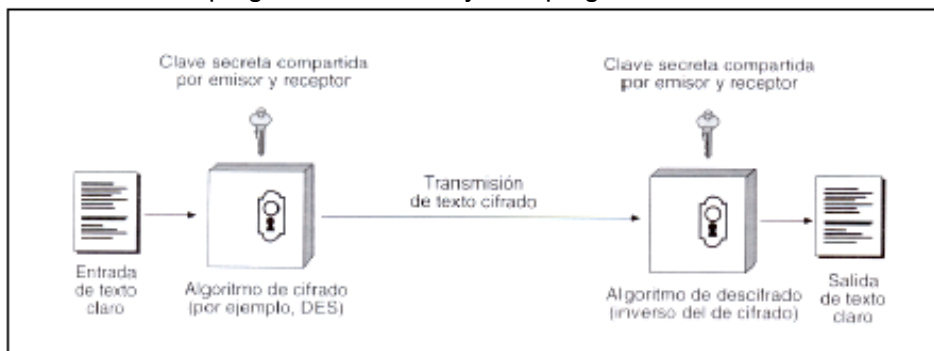 Clave secreta compartida
por emisor y receptor
Clave secreta compartida
por emisor y receptor
Transmisión
de texto cifrado
Entrada
de texto
claro
Algoritmo de cifrado
(por ejemplo, DES)
Algoritmo de descifrado
(inverso del de cifrado)
Salida
de texto
claro